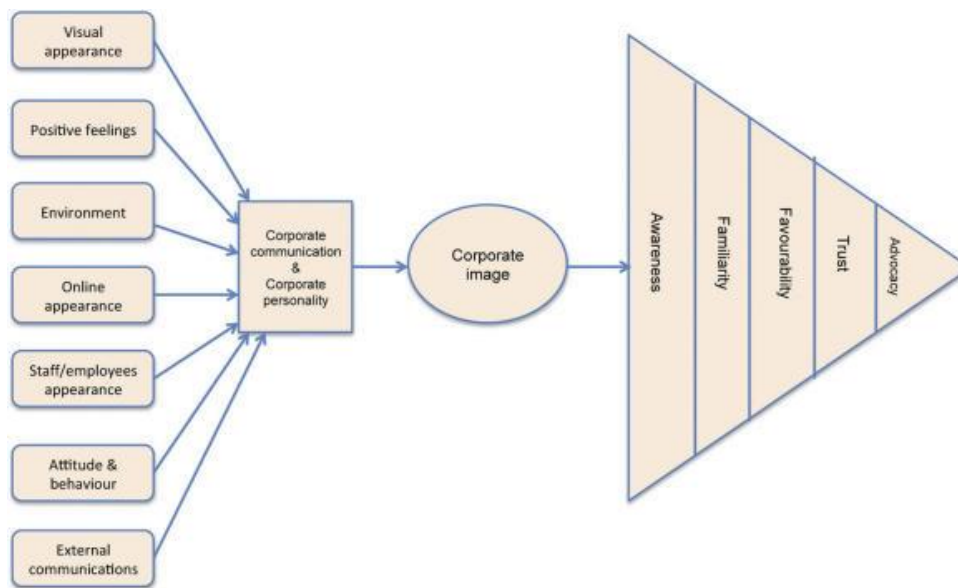 Visual
appearance
Positive feelings
Environment
Online
appearance
Staff/employees
appearance
Attitude &
behaviour
External
communications
Corporate
communication
&
Corporate
personality
Corporate
image
Awareness
Familiarity
Favourability
Trust
Advocacy